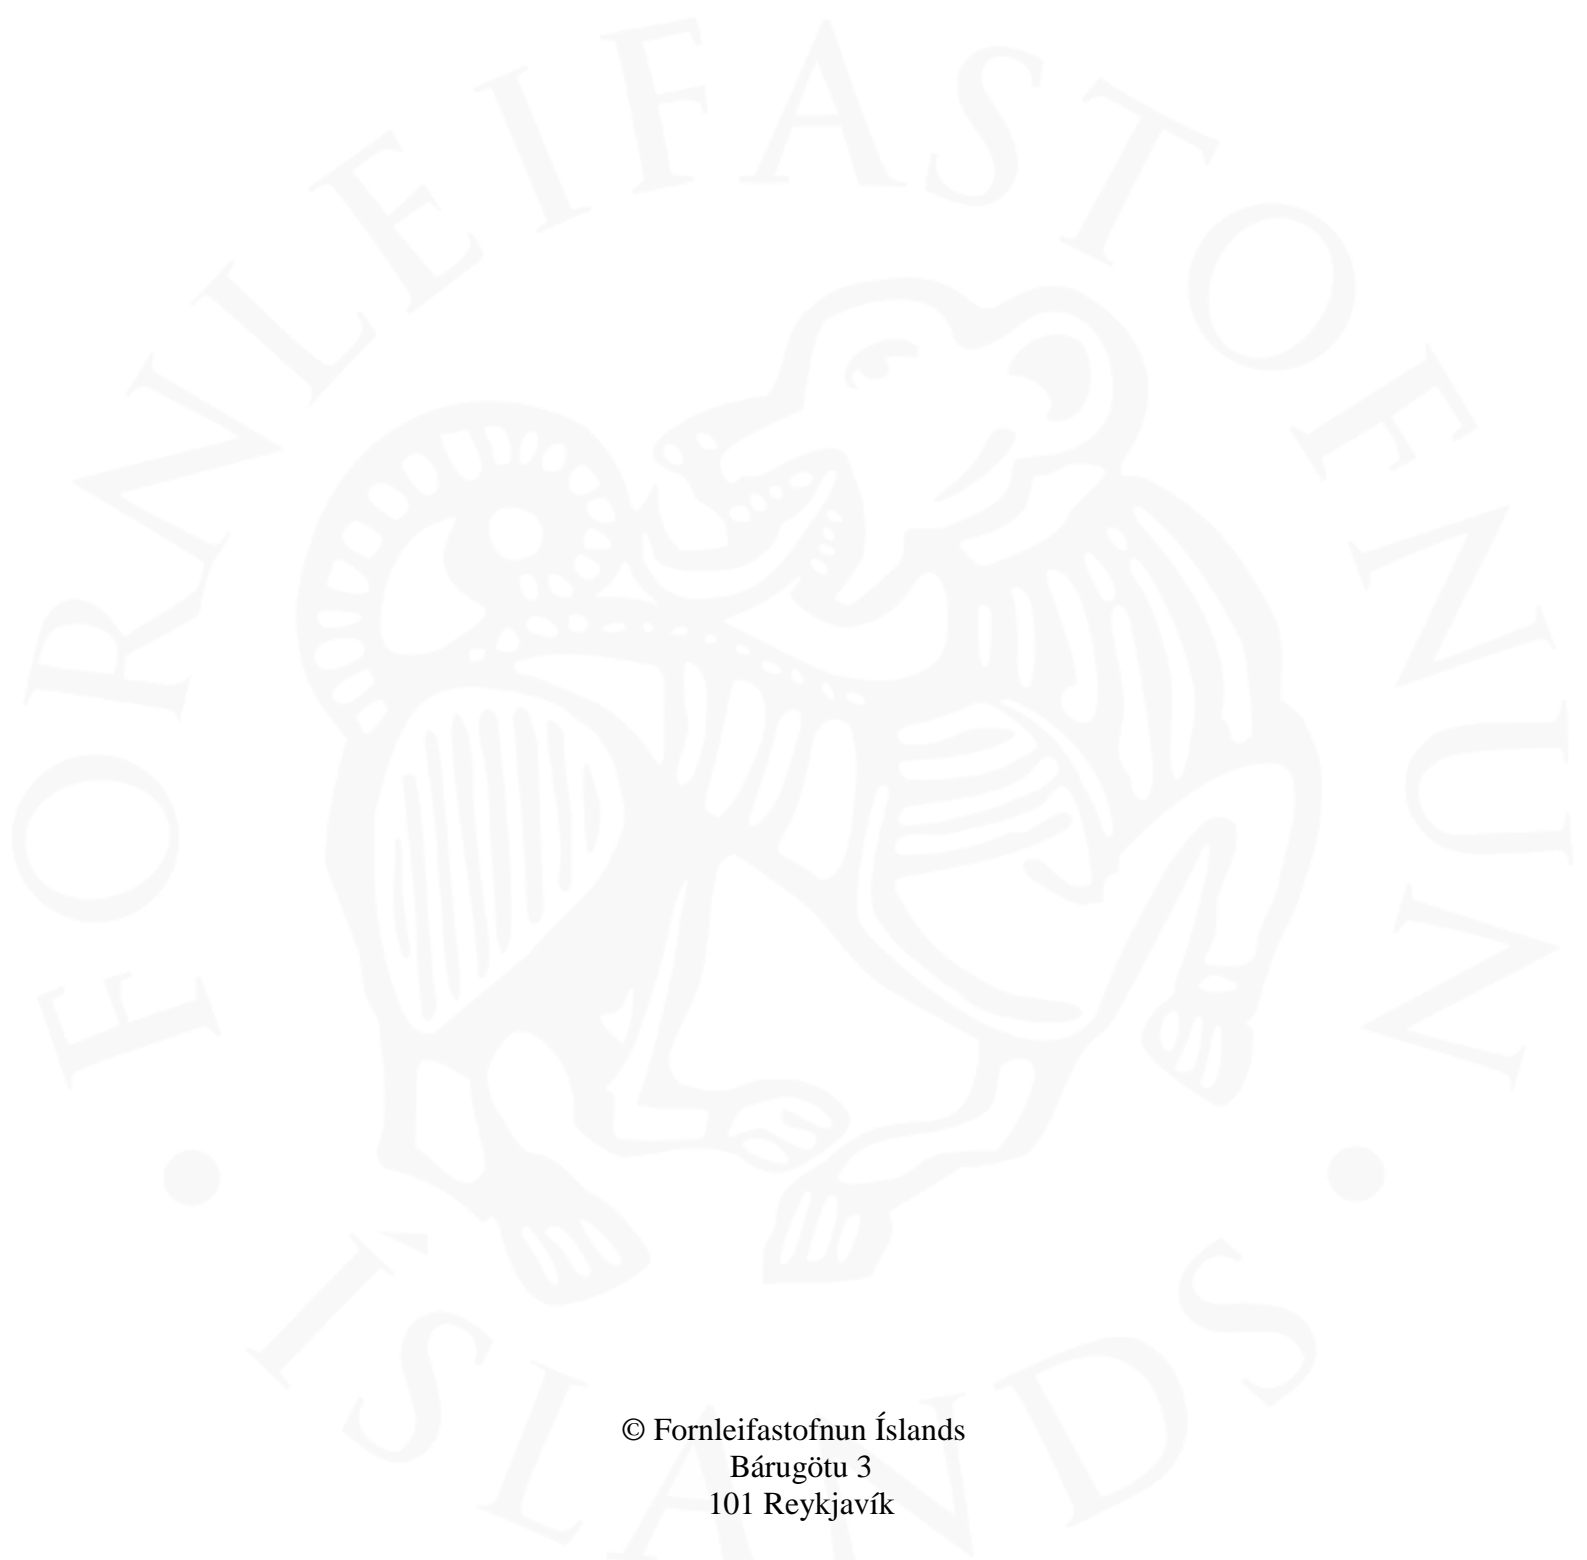 FORNLEIFASTOFNUN
ÍSLANDS
© Fornleifastofnun Íslands
Bárugötu 3
101 Reykjavík